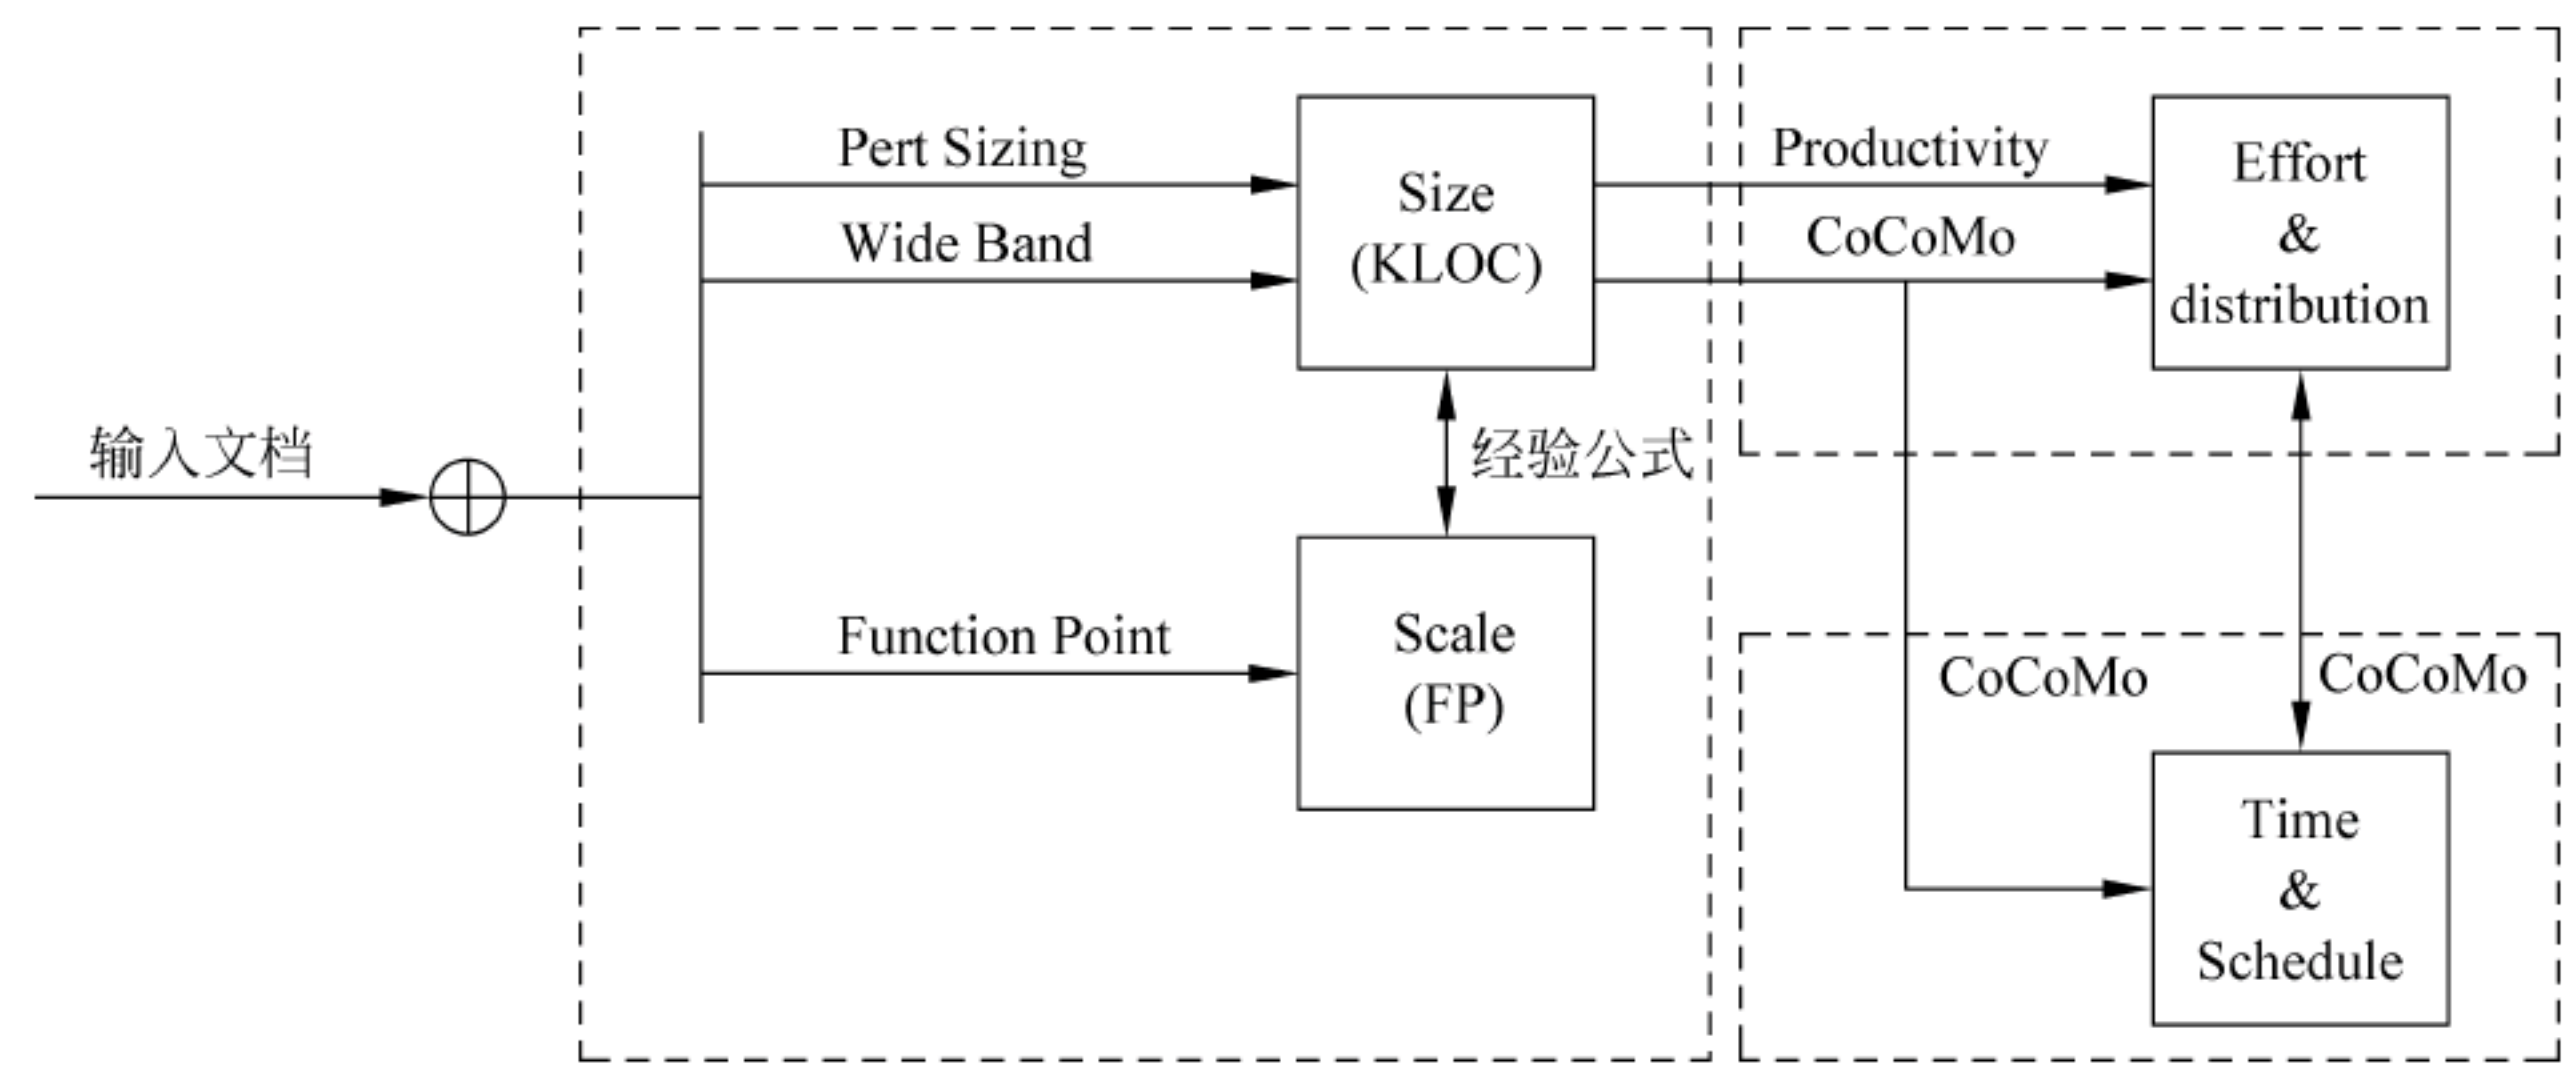 输入文档
Pert Sizing
Wide Band
Function Point
Size
(KLOC)
经验公式
Scale
(FP)
Productivity
CoCoMo
Effort
&
distribution
CoCoMo
CoCoMo
Time
&
Schedule